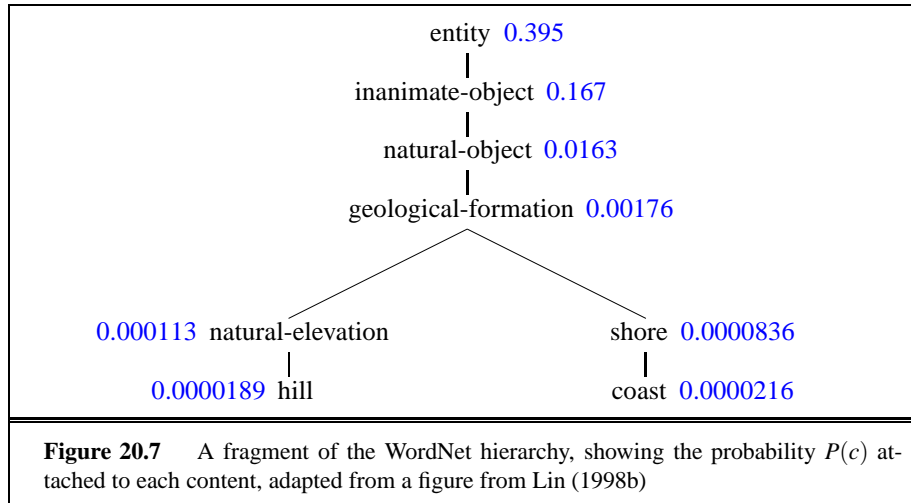 entity 0.395
inanimate-object 0.167
natural-object 0.0163
geological-formation 0.00176
0.000113 natural-elevation shore 0.0000836
0.0000189 hill coast 0.0000216
Figure 20.7 A fragment of the WordNet hierarchy, showing the probability P(c) at-
tached to each content, adapted from a figure from Lin (1998b)